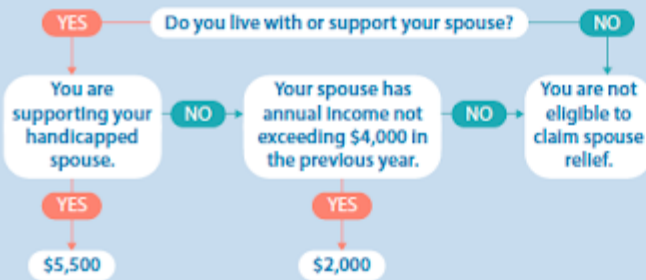 YES
Do you live with or support your spouse?
NO
You are
supporting your
handicapped
spouse.
NO
Your spouse has
annual income not
exceeding $4,000 in
the previous year.
NO
You are not
eligible to
claim spouse
relief.
YES
YES
$5,500
$2,000